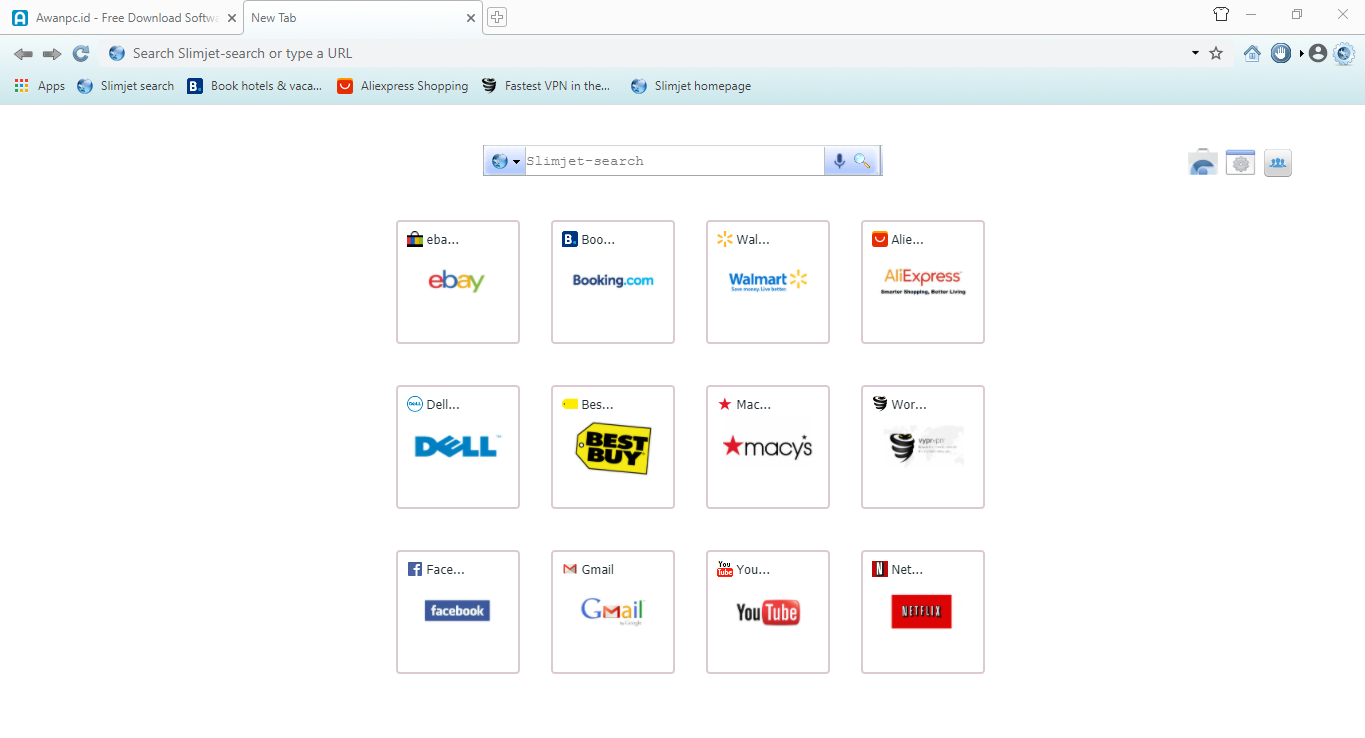 Awanpc.id - Free Download Softwa
New Tab
Search Slimjet-search or type a URL
Apps
Slimjet search
B. Book hotels & vaca...
Aliexpress Shopping
Fastest VPN in the...
Slimjet homepage
Slimjet-search
eba...
ebay
B. Boo...
Booking.com
Wal...
Walmart
Save money. Live better.
Alie...
AliExpress
Smarter Shopping, Better Living
DELL Dell...
DELL
Bes...
BEST
BUY
Mac...
macy's
Wor...
vyprvpn
Face...
facebook
Gmail
Gmail
by Google
You Tube You...
YouTube
N Net...
NETFLIX